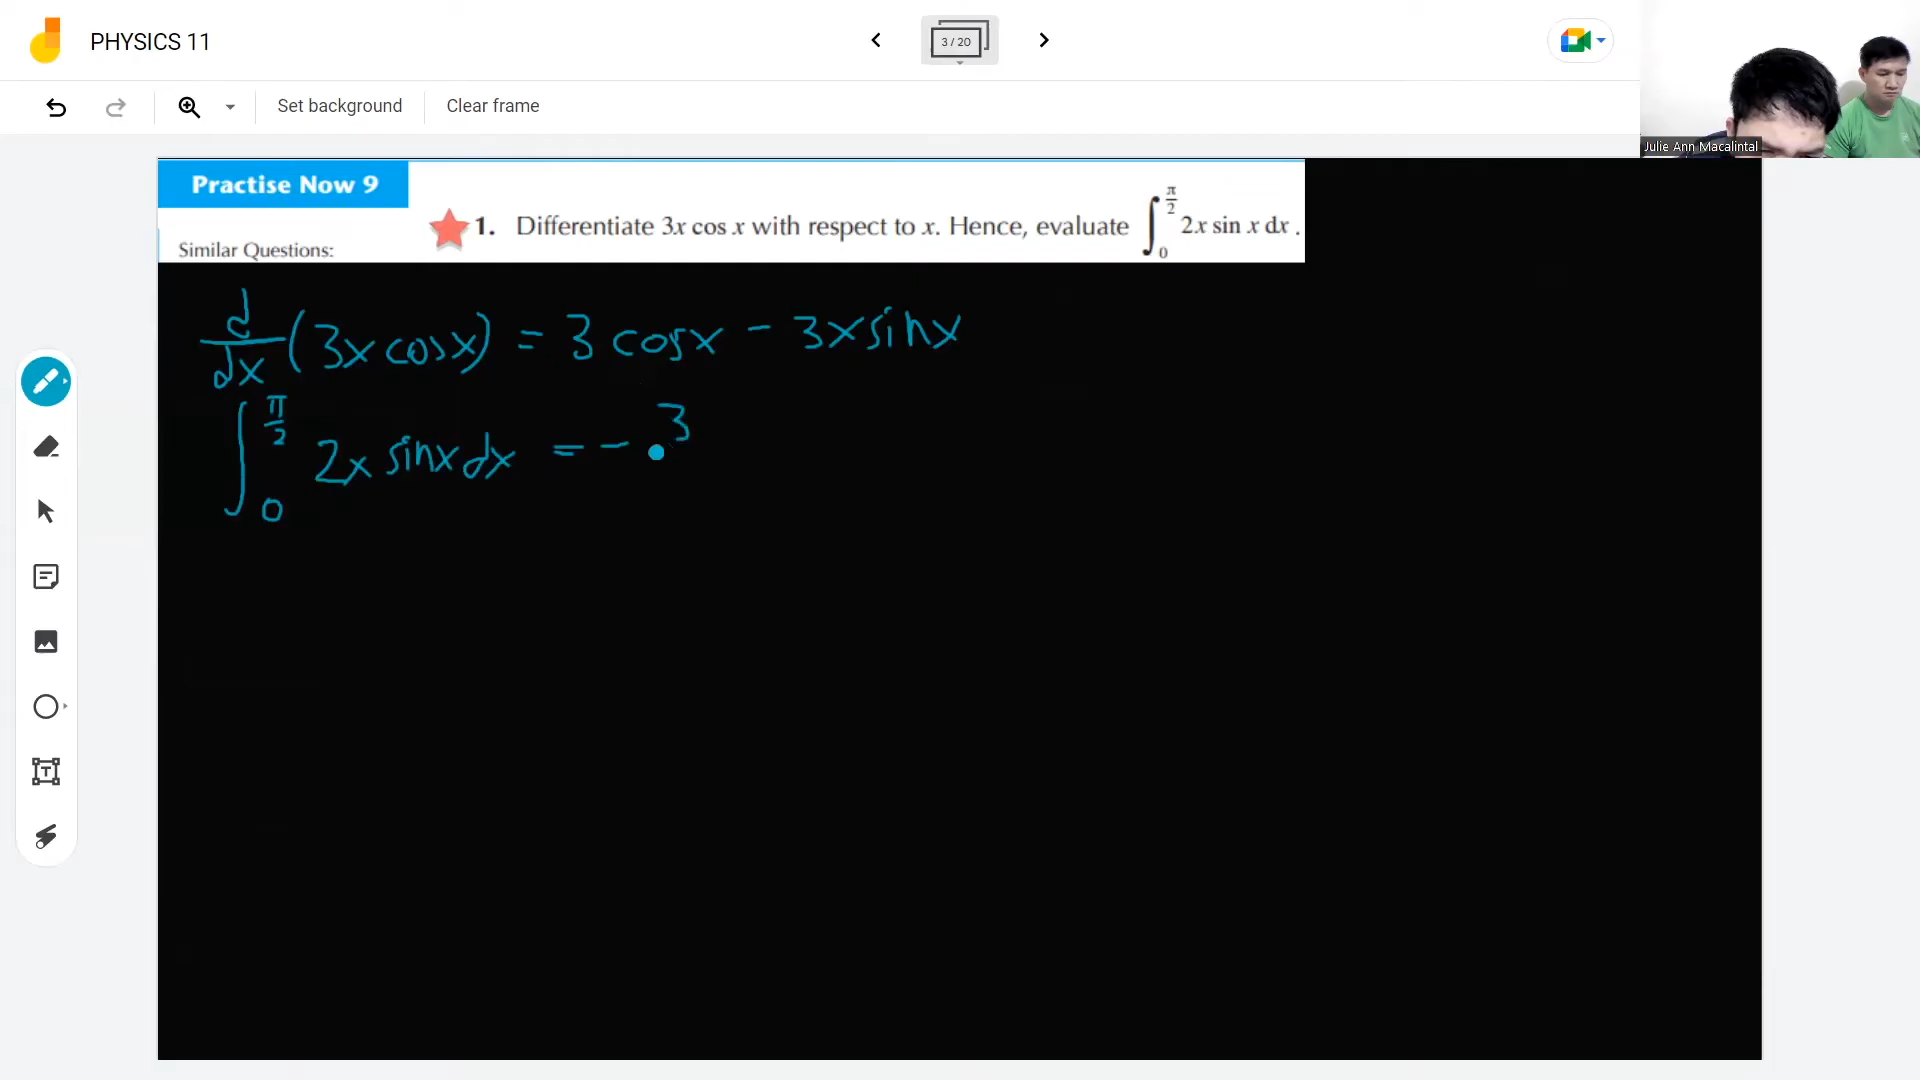 PHYSICS 11
3 / 20
Set background
Clear frame
Julie Ann Macalintal
Practise Now 9
1. Differentiate 3x cos x with respect to x. Hence, evaluate ∫₀^{π/2} 2x sin x dx .
Similar Questions:
d/dx (3x cosx) = 3 cosx - 3x sinx
∫₀^{π/2} 2x sinx dx = - 3
T